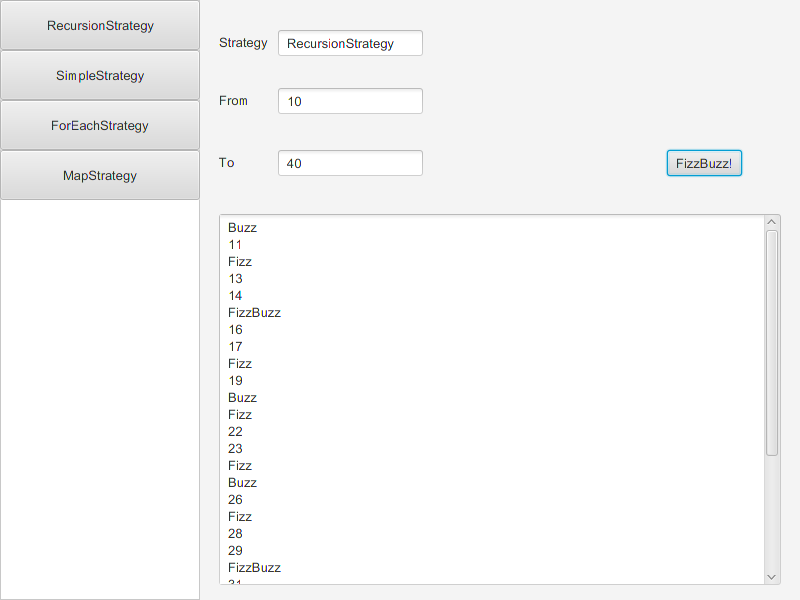 RecursionStrategy
SimpleStrategy
ForEachStrategy
MapStrategy
Strategy RecursionStrategy
From 10
To 40 FizzBuzz!
Buzz
11
Fizz
13
14
FizzBuzz
16
17
Fizz
19
Buzz
Fizz
22
23
Fizz
Buzz
26
Fizz
28
29
FizzBuzz
31